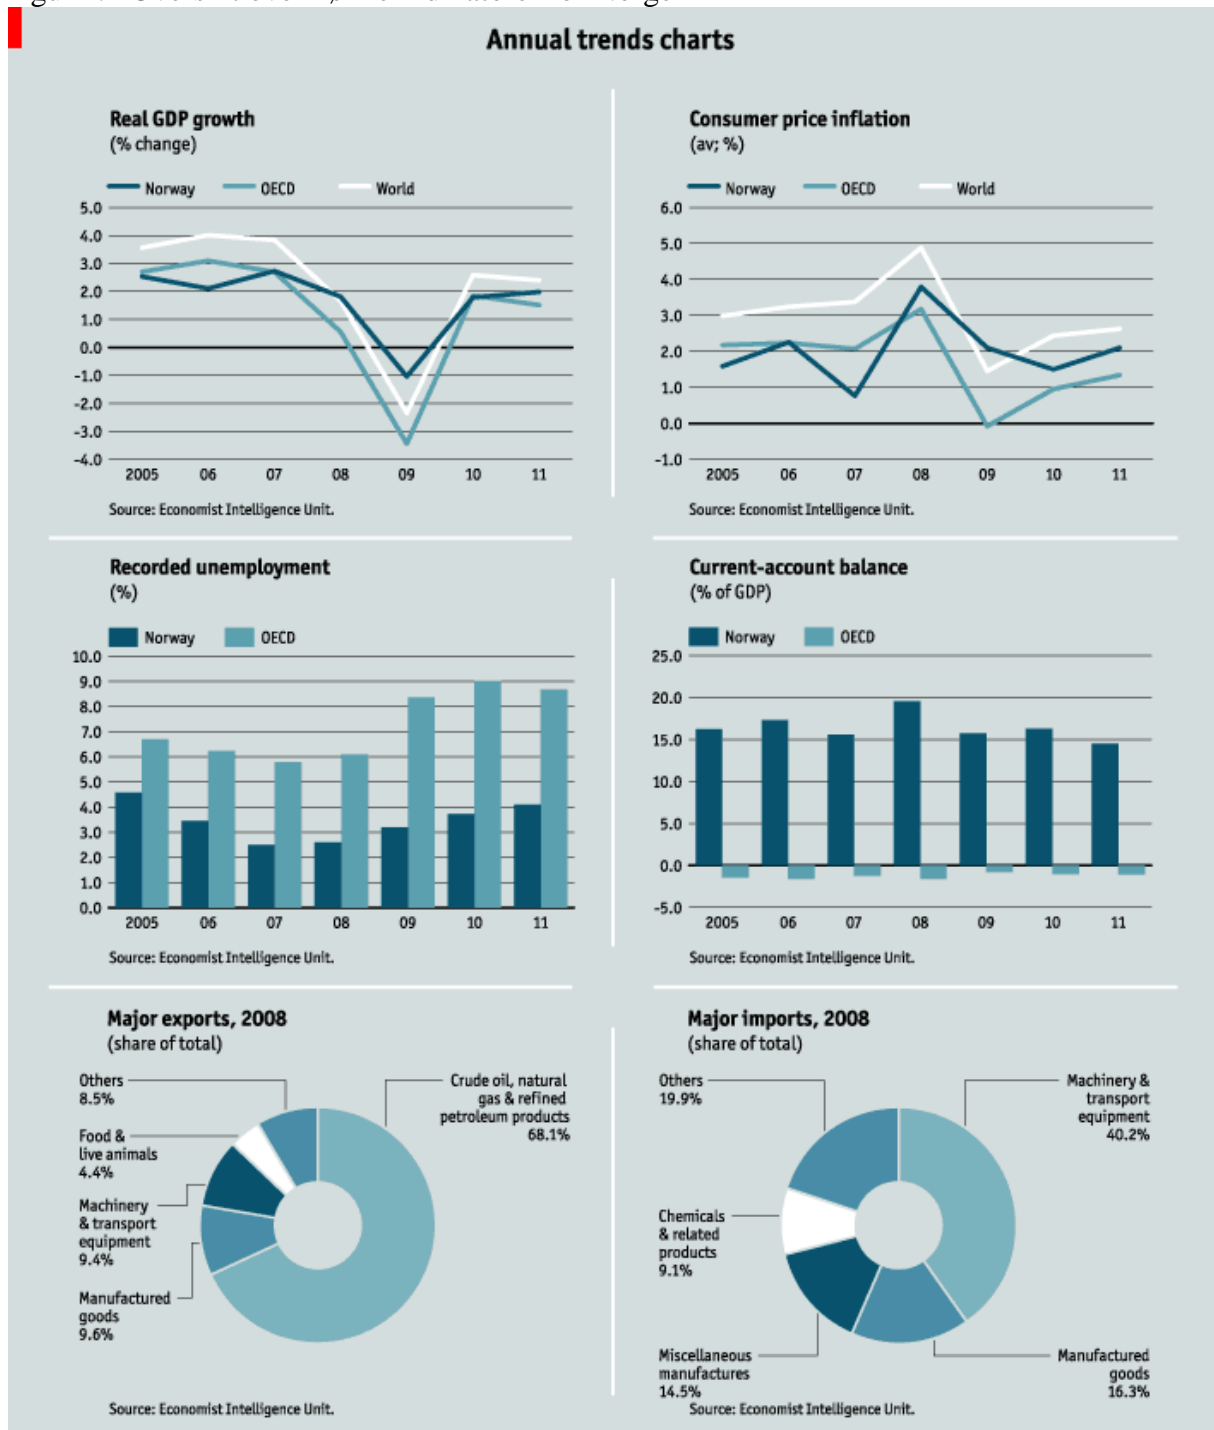 Annual trends charts
Real GDP growth
(% change)
Norway OECD World
5.0
4.0
3.0
2.0
1.0
0.0
-1.0
-2.0
-3.0
-4.0
2005 06 07 08 09 10 11
Source: Economist Intelligence Unit.
Consumer price inflation
(av; %)
Norway OECD World
6.0
5.0
4.0
3.0
2.0
1.0
0.0
-1.0
2005 06 07 08 09 10 11
Source: Economist Intelligence Unit.
Recorded unemployment
(%)
Norway OECD
10.0
9.0
8.0
7.0
6.0
5.0
4.0
3.0
2.0
1.0
0.0
2005 06 07 08 09 10 11
Source: Economist Intelligence Unit.
Current-account balance
(% of GDP)
Norway OECD
25.0
20.0
15.0
10.0
5.0
0.0
-5.0
2005 06 07 08 09 10 11
Source: Economist Intelligence Unit.
Major exports, 2008
(share of total)
Others
8.5%
Food &
live animals
4.4%
Machinery
& transport
equipment
9.4%
Manufactured
goods
9.6%
Crude oil, natural
gas & refined
petroleum products
68.1%
Source: Economist Intelligence Unit.
Major imports, 2008
(share of total)
Others
19.9%
Chemicals
& related
products
9.1%
Miscellaneous
manufactures
14.5%
Machinery &
transport
equipment
40.2%
Manufactured
goods
16.3%
Source: Economist Intelligence Unit.